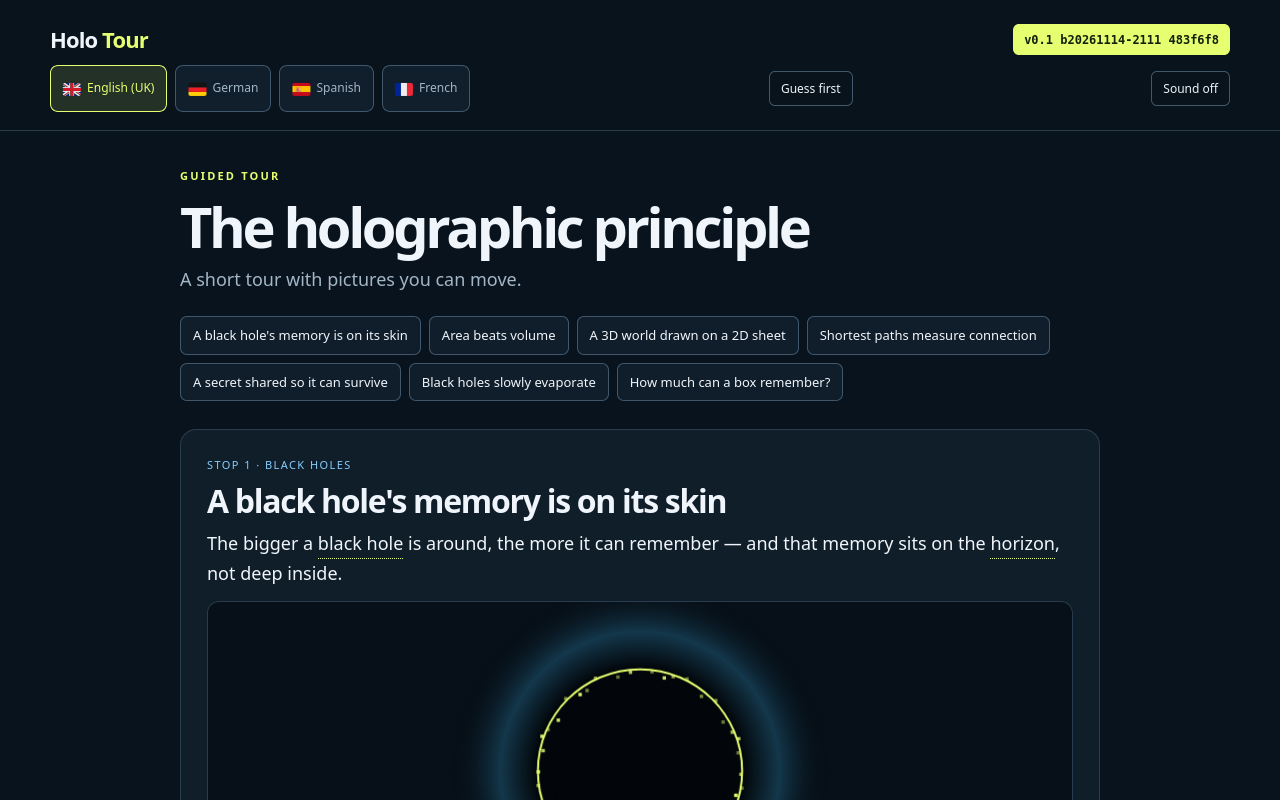 Holo Tour
v0.1 b20261114-2111 483f6f8
English (UK)
German
Spanish
French
Guess first
Sound off
GUIDED TOUR
The holographic principle
A short tour with pictures you can move.
A black hole's memory is on its skin
Area beats volume
A 3D world drawn on a 2D sheet
Shortest paths measure connection
A secret shared so it can survive
Black holes slowly evaporate
How much can a box remember?
STOP 1 · BLACK HOLES
A black hole's memory is on its skin
The bigger a black hole is around, the more it can remember — and that memory sits on the horizon,
not deep inside.